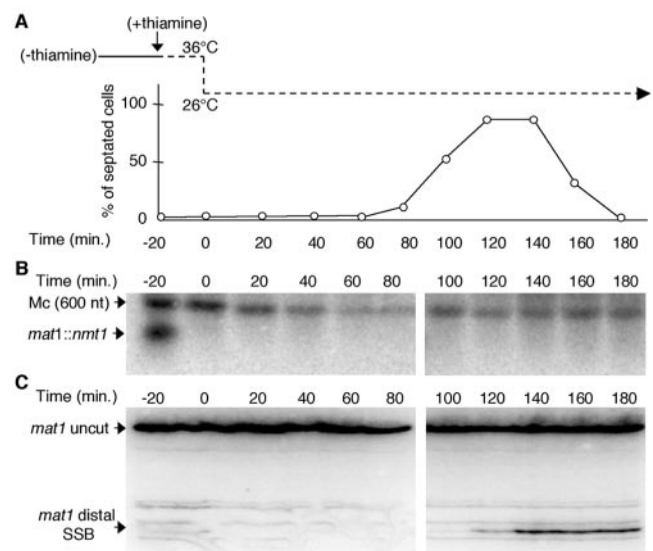 A
(+thiamine)
(-thiamine)
36°C
26°C
% of septated cells
100
50
0
Time (min.) -20 0 20 40 60 80 100 120 140 160 180
B
Time (min.) -20 0 20 40 60 80 100 120 140 160 180
Mc (600 nt)
mat1::nmt1
C
Time (min.) -20 0 20 40 60 80 100 120 140 160 180
mat1 uncut
mat1 distal
SSB